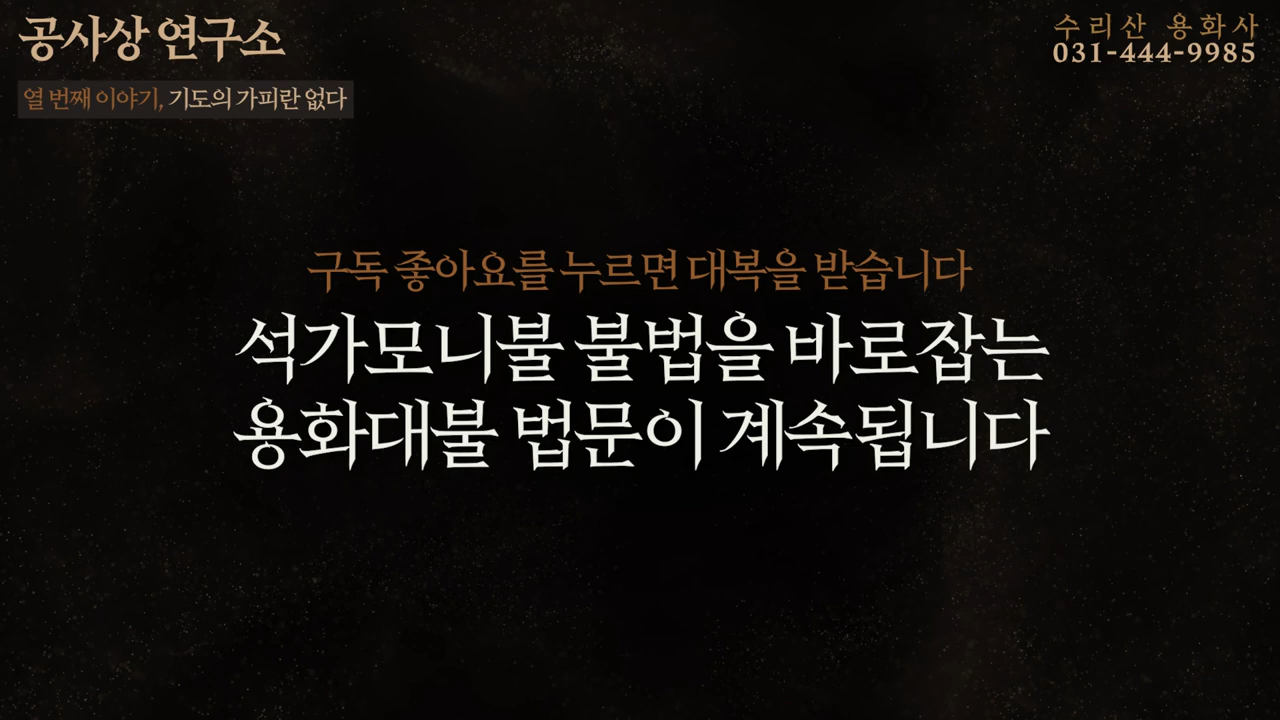 공사상 연구소
열 번째 이야기, 기도의 가피란 없다
수리산 용화사
031-444-9985
구독 좋아요를 누르면 대복을 받습니다
석가모니불 불법을 바로잡는
용화대불 법문이 계속됩니다